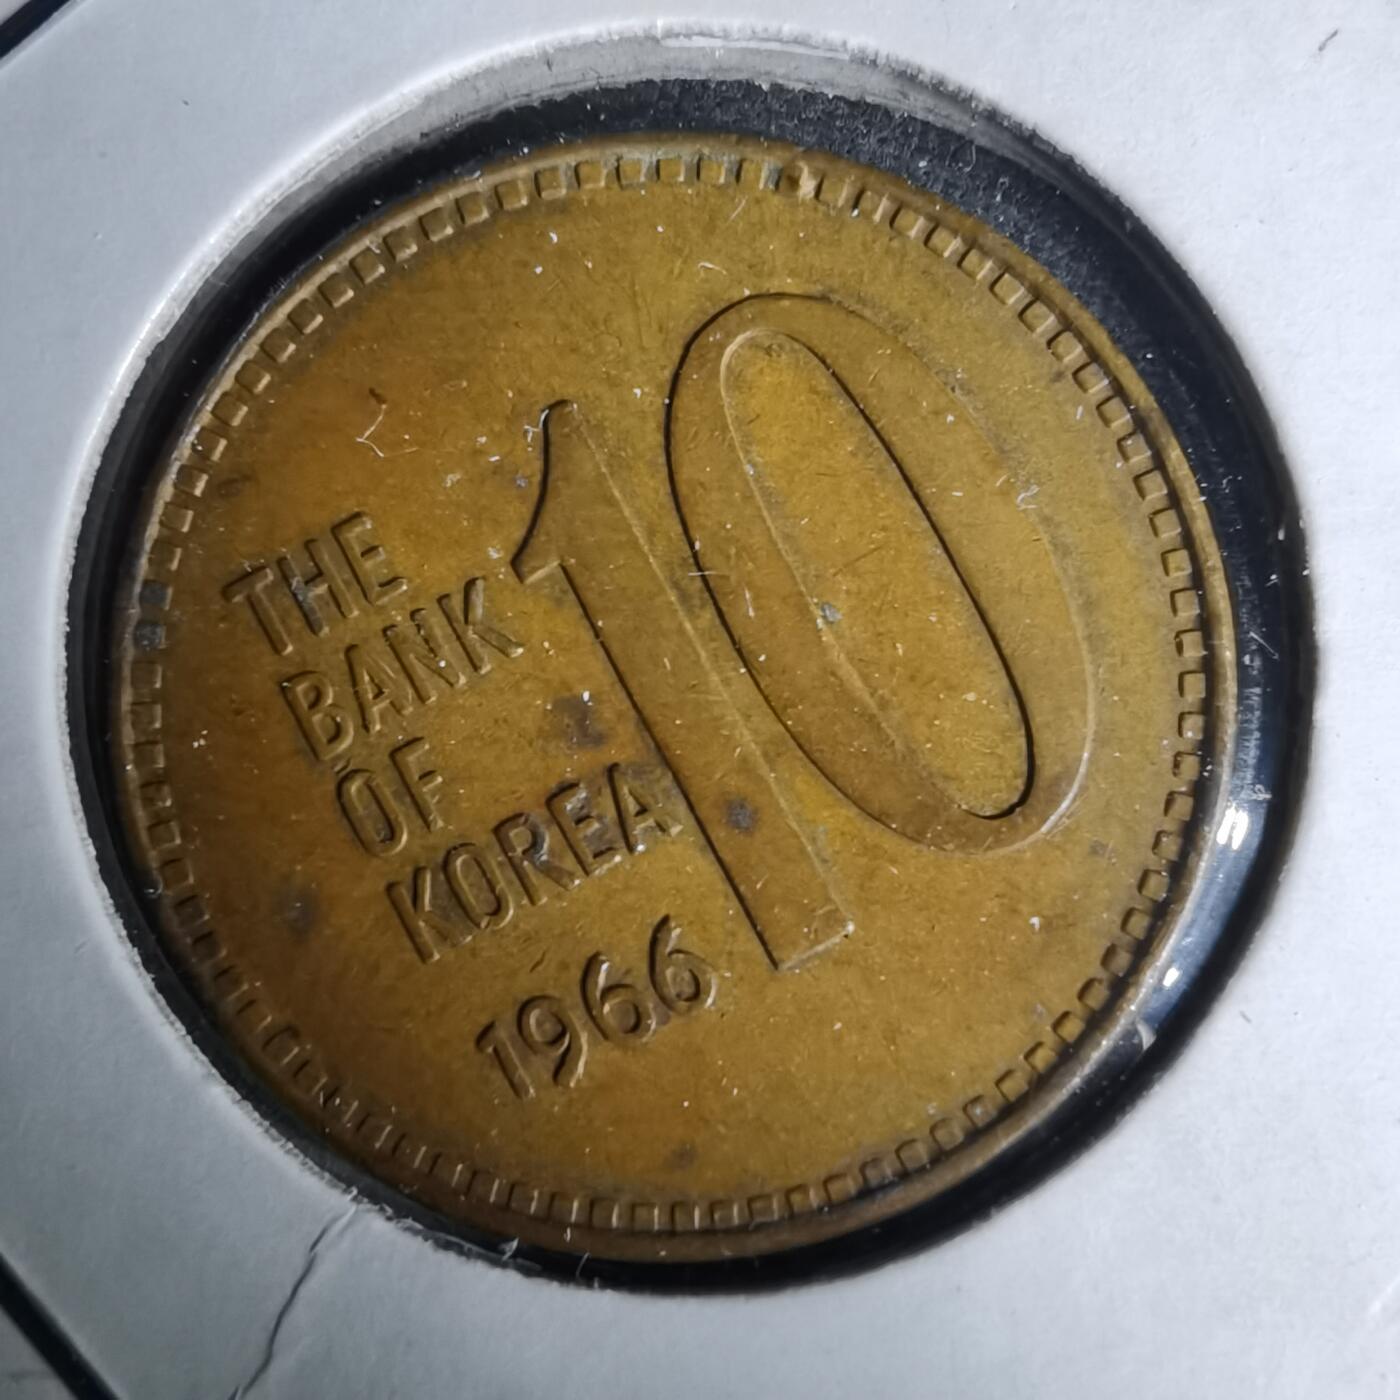 10
THE
BANK
OF
KOREA
1966